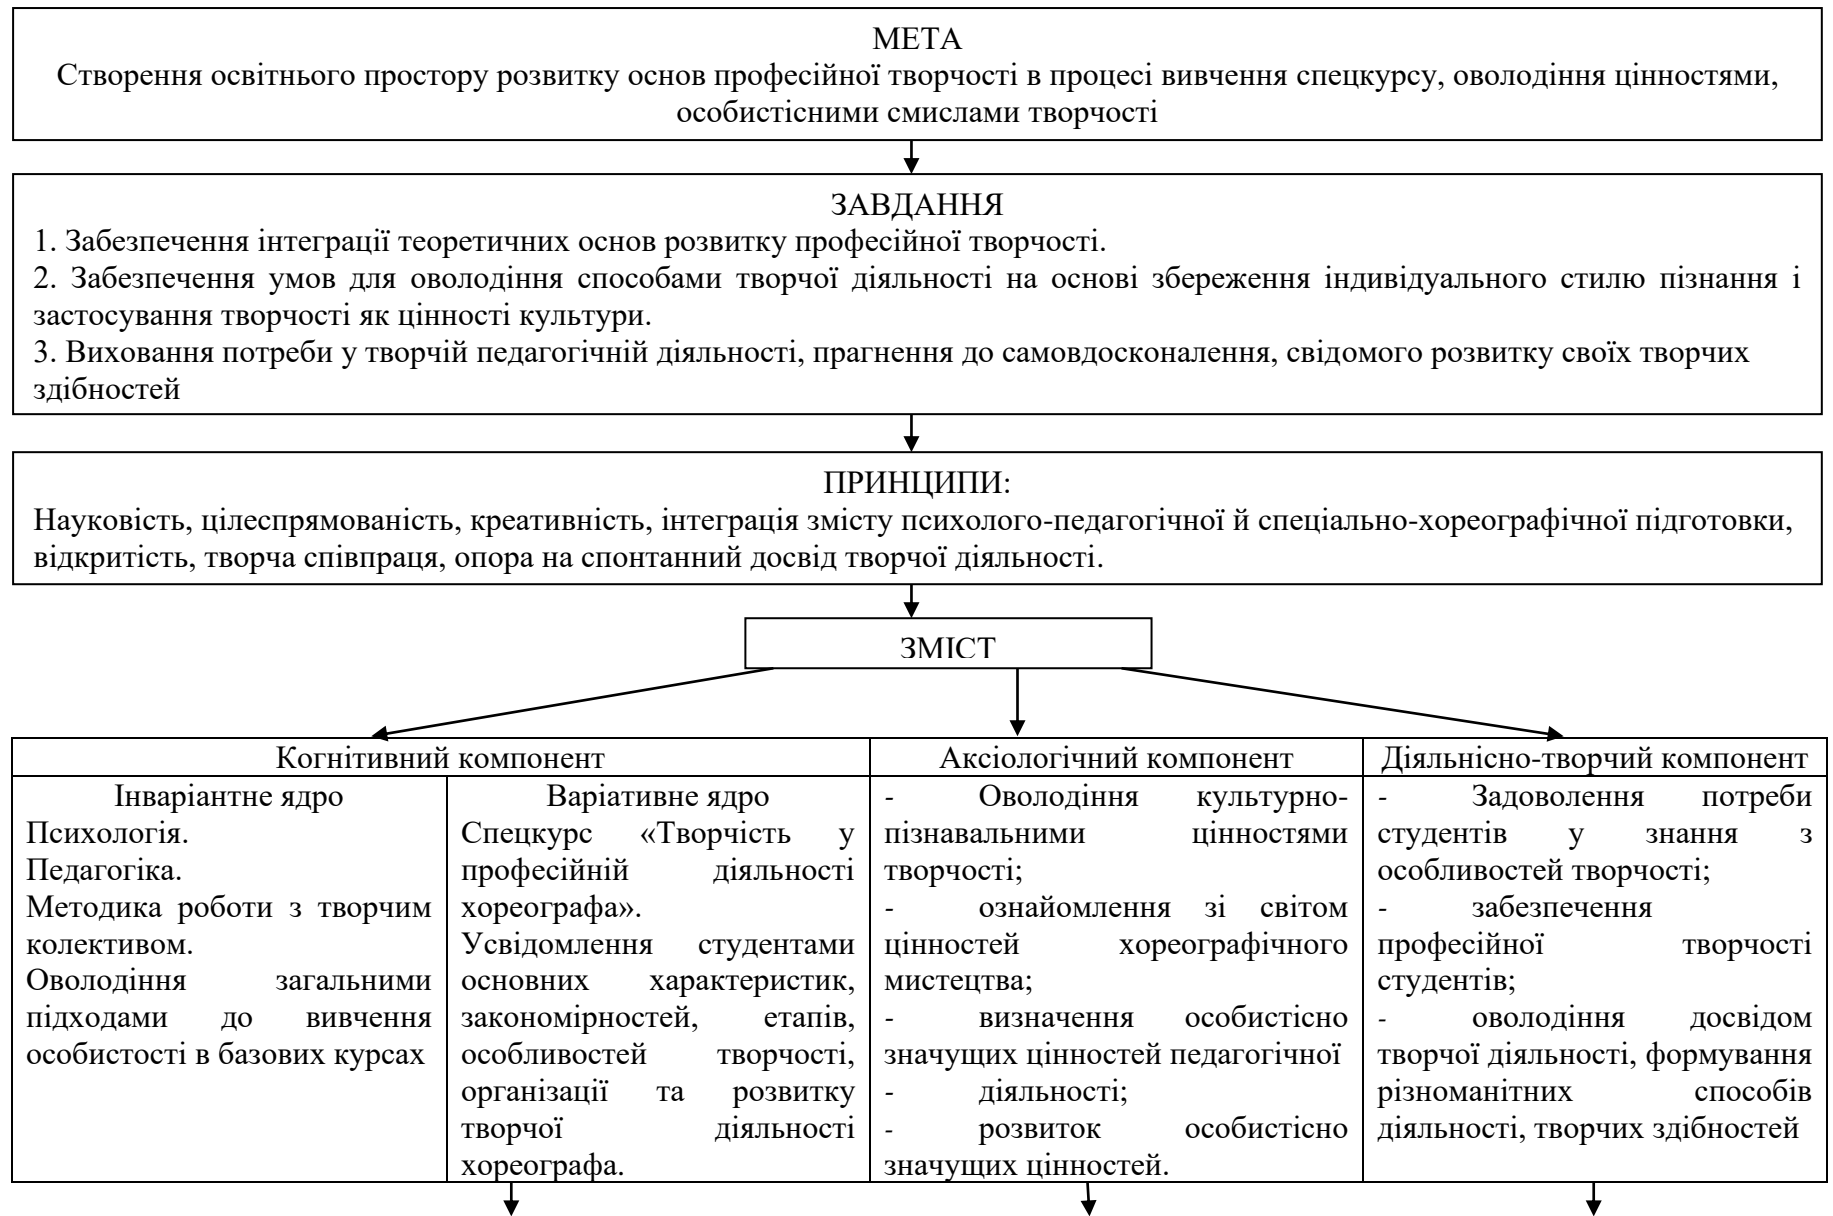 МЕТА
Створення освітнього простору розвитку основ професійної творчості в процесі вивчення спецкурсу, оволодіння цінностями,
особистісними смислами творчості
ЗАВДАННЯ
1. Забезпечення інтеграції теоретичних основ розвитку професійної творчості.
2. Забезпечення умов для оволодіння способами творчої діяльності на основі збереження індивідуального стилю пізнання і
застосування творчості як цінності культури.
3. Виховання потреби у творчій педагогічній діяльності, прагнення до самовдосконалення, свідомого розвитку своїх творчих
здібностей
ПРИНЦИПИ:
Науковість, цілеспрямованість, креативність, інтеграція змісту психолого-педагогічної й спеціально-хореографічної підготовки,
відкритість, творча співпраця, опора на спонтанний досвід творчої діяльності.
ЗМІСТ
Когнітивний компонент
Інваріантне ядро
Психологія.
Педагогіка.
Методика роботи з творчим
колективом.
Оволодіння загальними
підходами до вивчення
особистості в базових курсах
Варіативне ядро
Спецкурс «Творчість у
професійній діяльності
хореографа».
Усвідомлення студентами
основних характеристик,
закономірностей, етапів,
особливостей творчості,
організації та розвитку
творчої діяльності
хореографа.
Аксіологічний компонент
- Оволодіння культурно-
пізнавальними цінностями
творчості;
- ознайомлення зі світом
цінностей хореографічного
мистецтва;
- визначення особистісно
значущих цінностей педагогічної
- діяльності;
- розвиток особистісно
значущих цінностей.
Діяльнісно-творчий компонент
- Задоволення потреби
студентів у знання з
особливостей творчості;
- забезпечення
професійної творчості
студентів;
- оволодіння досвідом
творчої діяльності, формування
різноманітних способів
діяльності, творчих здібностей